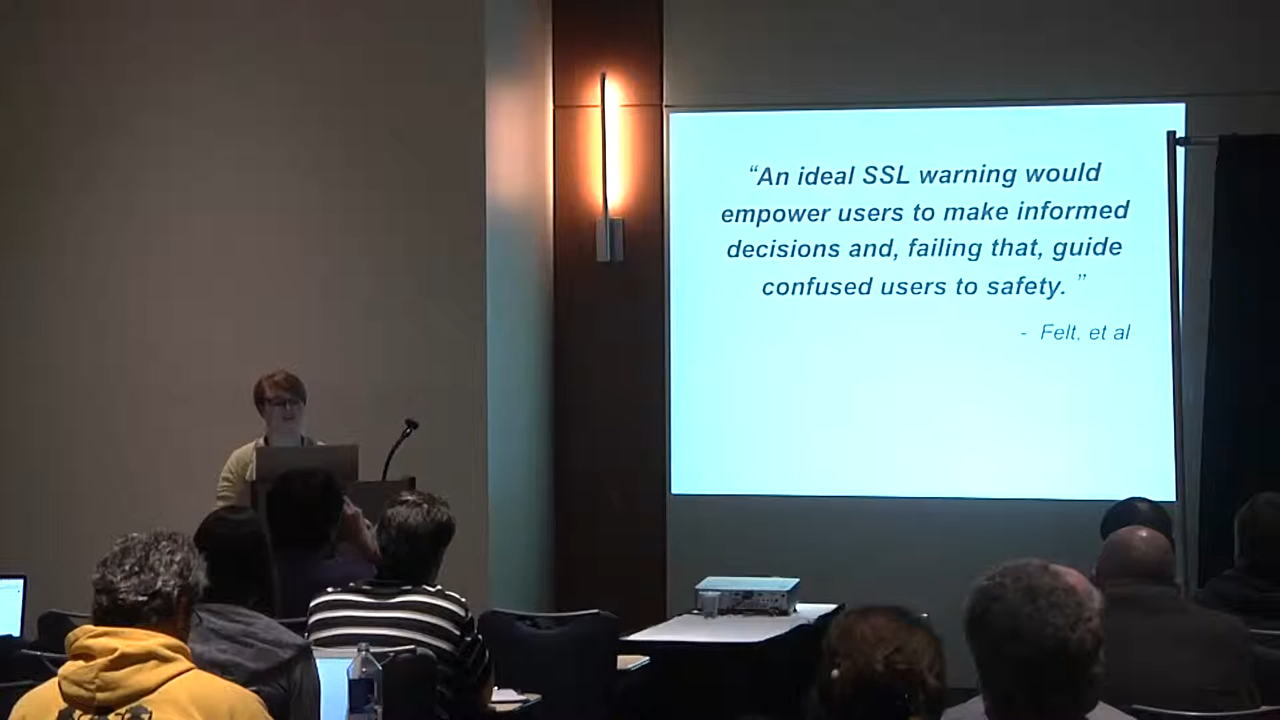 “An ideal SSL warning would
empower users to make informed
decisions and, failing that, guide
confused users to safety. ”
- Felt, et al